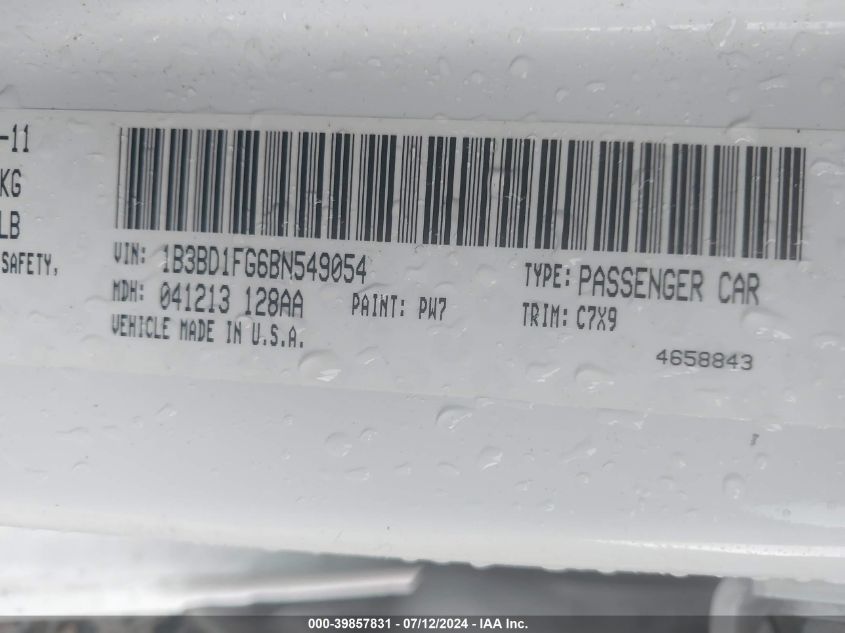 -11
KG
LB
SAFETY,
VIN: 1B3BD1FG6BN549054
TYPE: PASSENGER CAR
MDH: 041213 128AA
PAINT: PW7
TRIM: C7X9
VEHICLE MADE IN U.S.A.
4658843
000-39857831 - 07/12/2024 - IAA Inc.